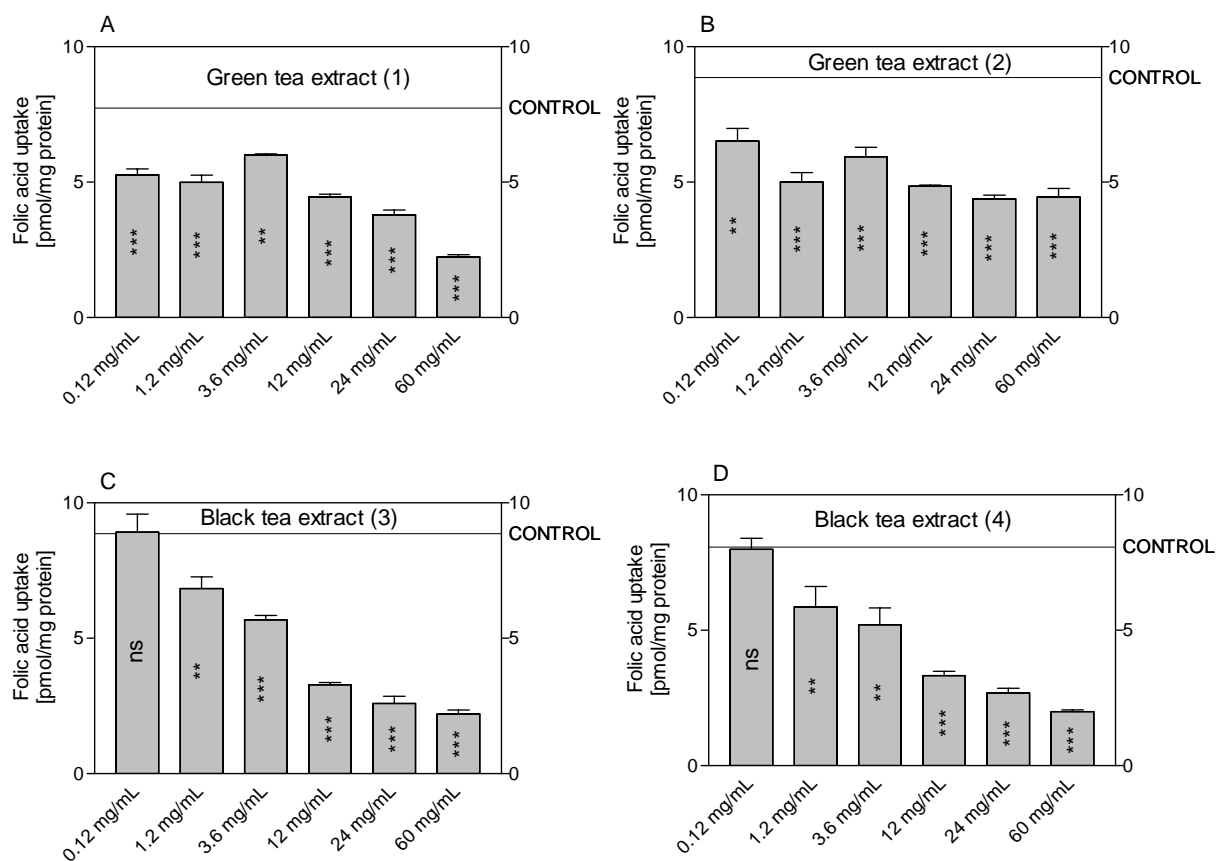 A
10
10
Green tea extract (1)
CONTROL
Folic acid uptake
[pmol/mg protein]
5
5
***
***
**
***
***
***
0
0
0.12 mg/mL
1.2 mg/mL
3.6 mg/mL
12 mg/mL
24 mg/mL
60 mg/mL
B
10
10
Green tea extract (2)
CONTROL
Folic acid uptake
[pmol/mg protein]
5
5
**
***
***
***
***
***
0
0
0.12 mg/mL
1.2 mg/mL
3.6 mg/mL
12 mg/mL
24 mg/mL
60 mg/mL
C
10
10
Black tea extract (3)
CONTROL
Folic acid uptake
[pmol/mg protein]
5
5
ns
**
***
***
***
***
0
0
0.12 mg/mL
1.2 mg/mL
3.6 mg/mL
12 mg/mL
24 mg/mL
60 mg/mL
D
10
10
Black tea extract (4)
CONTROL
Folic acid uptake
[pmol/mg protein]
5
5
ns
**
**
***
***
***
0
0
0.12 mg/mL
1.2 mg/mL
3.6 mg/mL
12 mg/mL
24 mg/mL
60 mg/mL